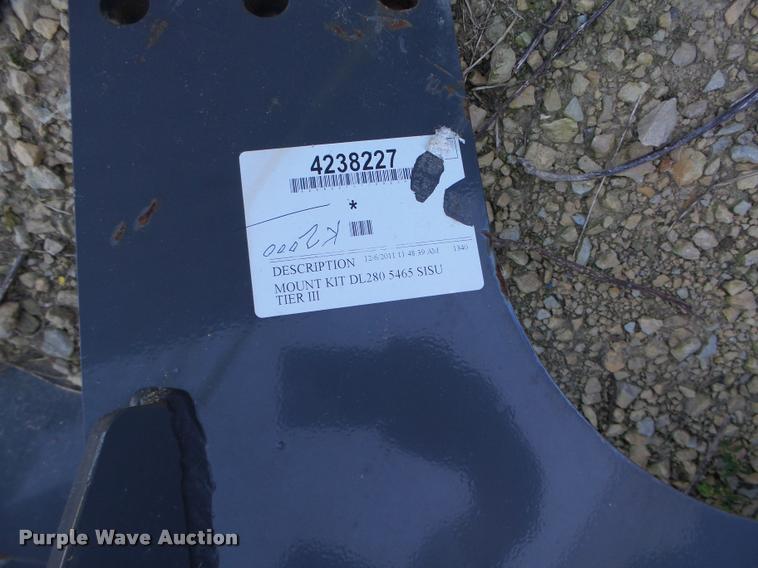 4238227
*
K2000
DESCRIPTION 12/6/2011 11 48 39 AM 1340
MOUNT KIT DL280 5465 SISU
TIER III
Purple Wave Auction